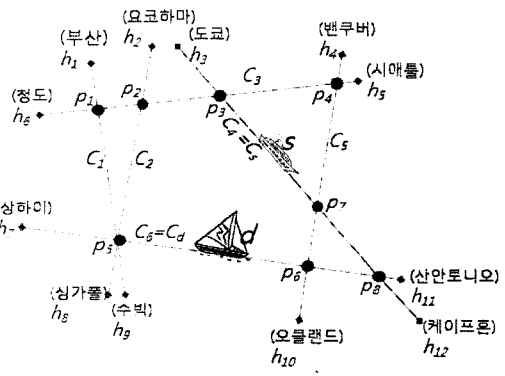 (부산)
h₁
(요코하마)
h₂
(도쿄)
h₃
(밴쿠버)
h₄
(시애틀)
h₅
(청도)
h₆
p₁
p₂
p₃
C₃
p₄
C₁
C₂
C₄=Cₛ
S
C₅
p₇
(상하이)
p₅
C₆=C_d
d
p₆
p₈
(산안토니오)
h₁₁
(싱가폴)
h₈
(수빅)
h₉
(오클랜드)
h₁₀
(케이프혼)
h₁₂